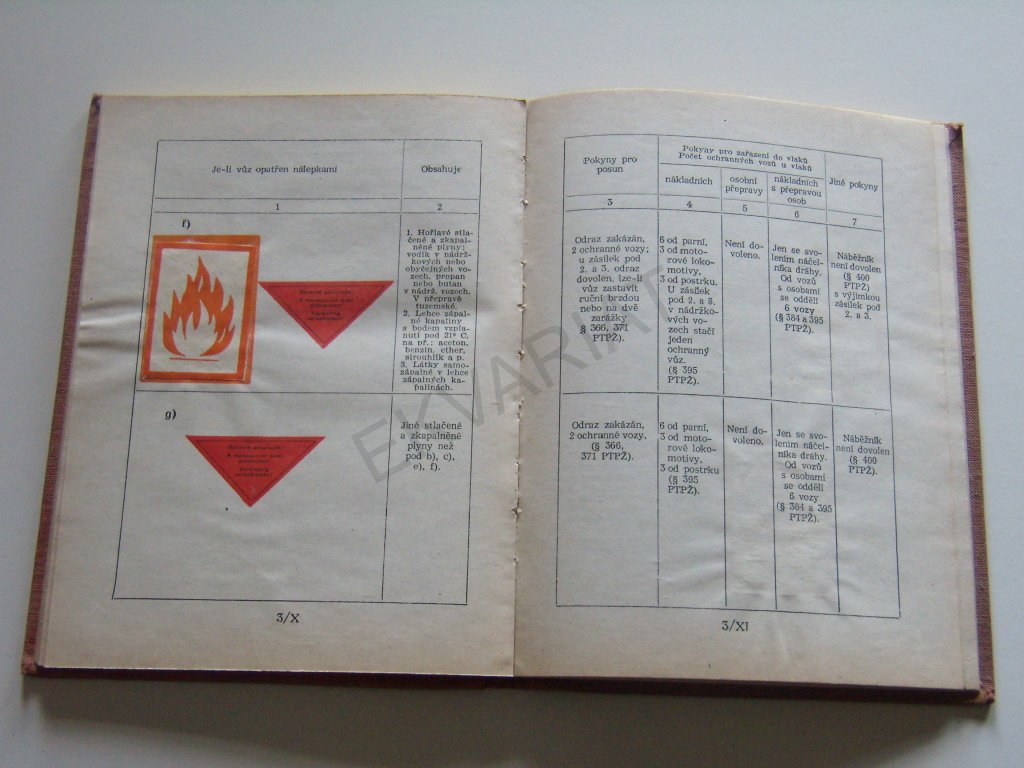 Je-li vůz opatřen nálepkami
Obsahuje
1
2
f)
Opatrně posunujte!
1. Hořlavé stla-
čené a zkapal-
něné plyny:
vodík v nádrž-
kových nebo
obyčejných vo-
zech, propan
nebo butan
v nádrž. vozech.
V přepravě
tuzemské.
2. Lehce zápal-
né kapaliny
s bodem vzpla-
nutí pod 21° C,
na př.: aceton,
benzin, ether,
sirouhlík a p.
3. Látky samo-
zápalné v lehce
zápalných ka-
palinách.
g)
Opatrně posunujte!
Jiné stlačené
a zkapalněné
plyny než
pod b), c),
e), f).
3/X
Pokyny pro
posun
Pokyny pro zařazení do vlaků
Počet ochranných vozů u vlaků
nákladních
osobní
přepravy
nákladních
s přepravou
osob
Jiné pokyny
3
4
5
6
7
Odraz zakázán,
2 ochranné vozy;
u zásilek pod
2. a 3. odraz
dovolen, lze-li
vůz zastavit
ruční brzdou
nebo na dvě
zarážky
(§ 366, 371
PTPŽ).
6 od parní,
3 od moto-
rové loko-
motivy,
3 od postrku.
U zásilek
pod 2. a 3.
v nádržko-
vých vo-
zech stačí
jeden
ochranný
vůz.
(§ 395
PTPŽ)
Není do-
voleno.
Jen se svo-
lením náčel-
níka dráhy.
Od vozů
s osobami
se oddělí
6 vozy
(§ 384 a 395
PTPŽ).
Náběžník
není dovolen
(§ 400
PTPŽ)
s výjimkou
zásilek pod
2. a 3.
Odraz zakázán,
2 ochranné vozy,
(§ 366,
371 PTPŽ).
6 od parní,
3 od moto-
rové loko-
motivy,
3 od postrku
(§ 395
PTPŽ).
Není do-
voleno.
Jen se svo-
lením náčel-
níka dráhy.
Od vozů
s osobami
se oddělí
6 vozy
(§ 384 a 395
PTPŽ).
Náběžník
není dovolen
(§ 400
PTPŽ).
3/XI
EKVARIAT